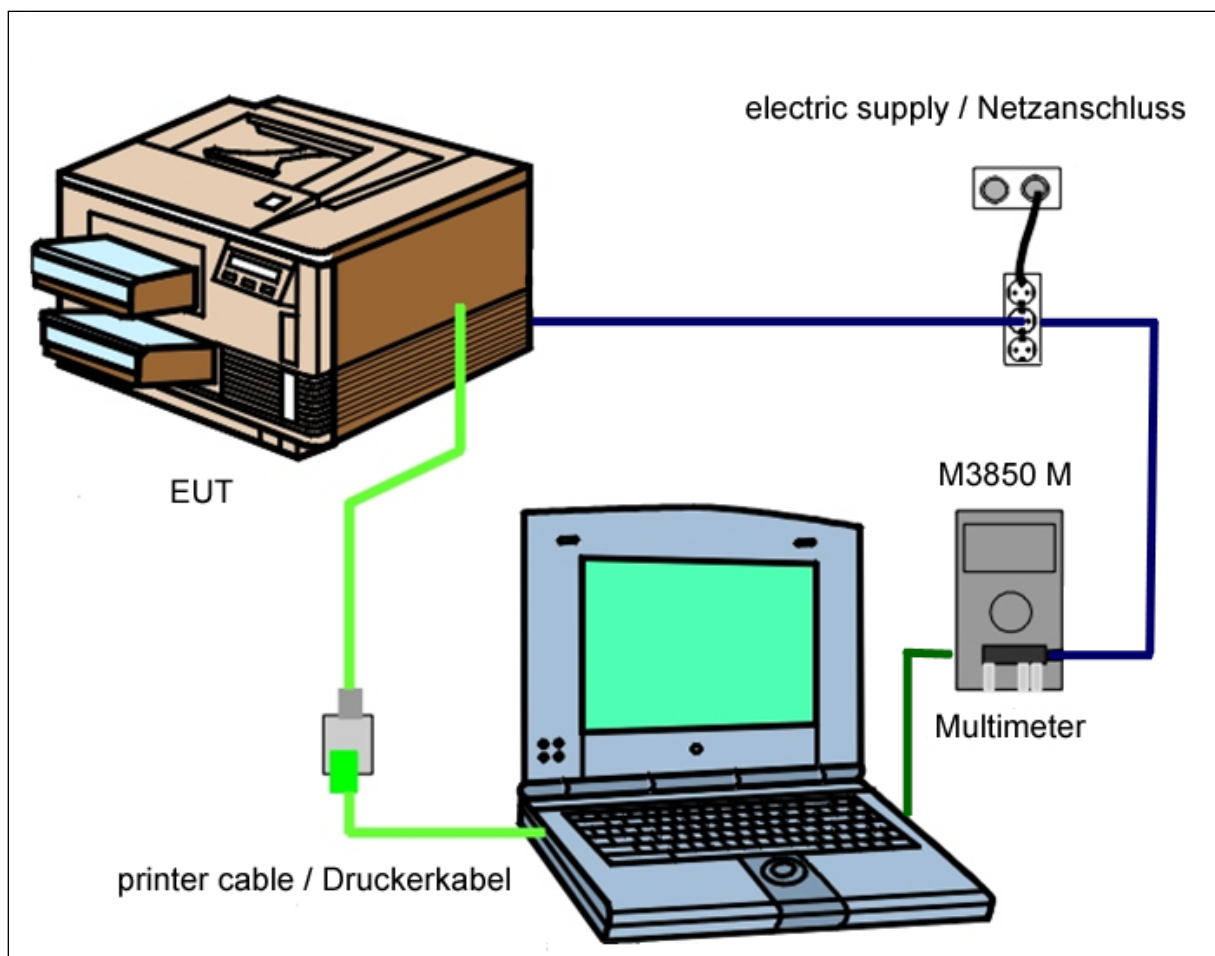 electric supply / Netzanschluss
EUT
M3850 M
Multimeter
printer cable / Druckerkabel